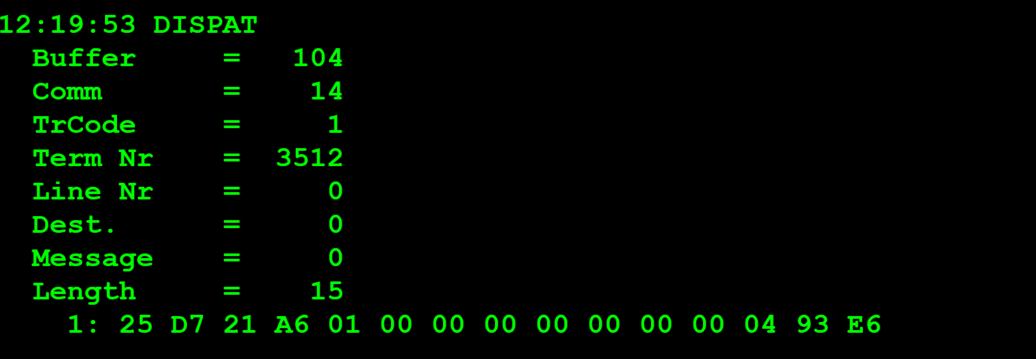 12:19:53 DISPAT
Buffer = 104
Comm = 14
TrCode = 1
Term Nr = 3512
Line Nr = 0
Dest. = 0
Message = 0
Length = 15
1: 25 D7 21 A6 01 00 00 00 00 00 00 00 04 93 E6